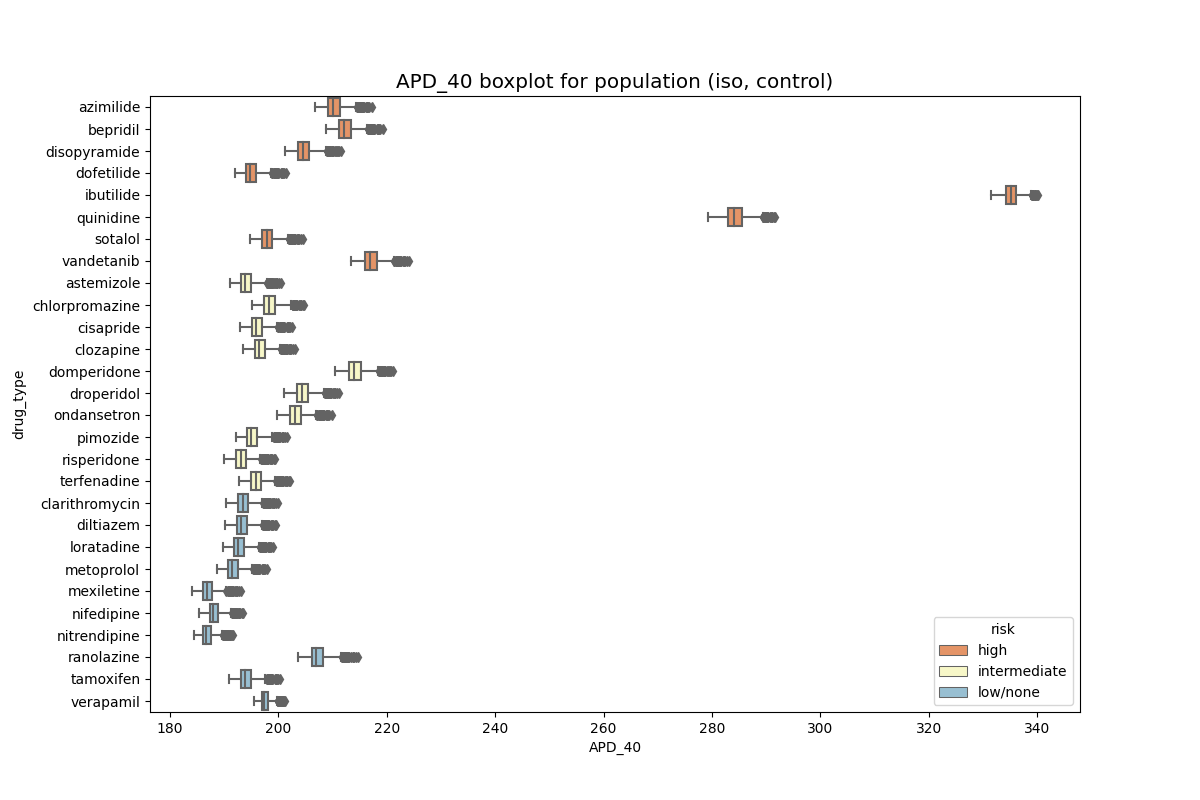 APD_40 boxplot for population (iso, control)
drug_type
azimilide
bepridil
disopyramide
dofetilide
ibutilide
quinidine
sotalol
vandetanib
astemizole
chlorpromazine
cisapride
clozapine
domperidone
droperidol
ondansetron
pimozide
risperidone
terfenadine
clarithromycin
diltiazem
loratadine
metoprolol
mexiletine
nifedipine
nitrendipine
ranolazine
tamoxifen
verapamil
risk
high
intermediate
low/none
180 200 220 240 260 280 300 320 340
APD_40